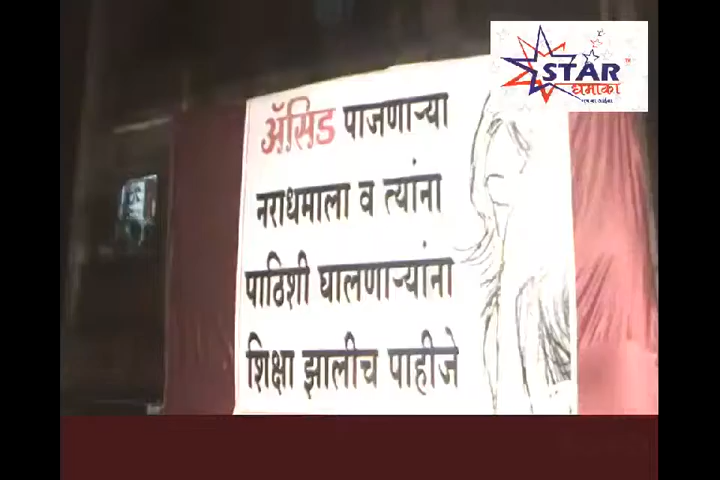 STAR
धमाका
ॲसिड पाजणाऱ्या
नराधमाला व त्यांना
पाठिशी घालणाऱ्यांना
शिक्षा झालीच पाहीजे